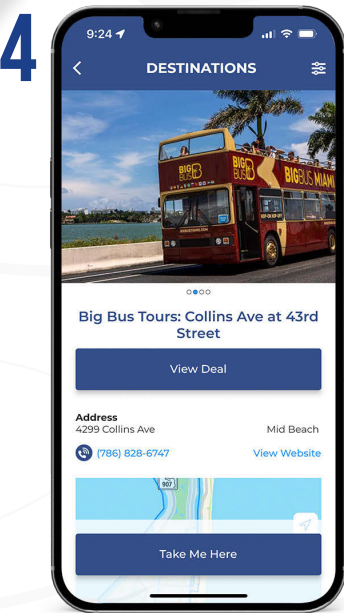 4
9:24
DESTINATIONS
BIG
BUS
BIG
BUS
BIGBUS MIAMI
Big Bus Tours: Collins Ave at 43rd
Street
View Deal
Address
4299 Collins Ave
Mid Beach
(786) 828-6747
View Website
907
Take Me Here